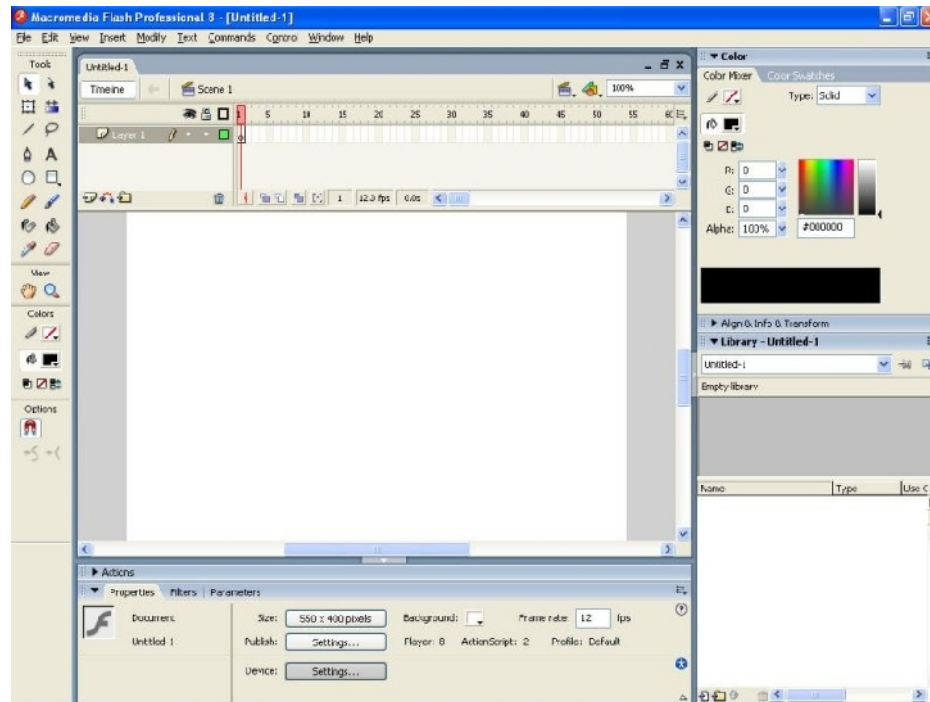 Macromedia Flash Professional 8 - [Untitled-1]
File Edit View Insert Modify Text Commands Control Window Help
Tools
View
Colors
Options
Untitled-1
Timeline Scene 1 100%
1 5 10 15 20 25 30 35 40 45 50 55 60
Layer 1
1 12.0 fps 0.0s
Actions
Properties Filters Parameters
Document Size: 550 x 400 pixels Background: Frame rate: 12 fps
Untitled-1 Publish: Settings... Player: 8 ActionScript: 2 Profile: Default
Device: Settings...
Color
Color Mixer Color Swatches
Type: Solid
R: 0
G: 0
B: 0
Alpha: 100% #000000
Align & Info & Transform
Library - Untitled-1
Untitled-1
Empty library
Name Type Use C